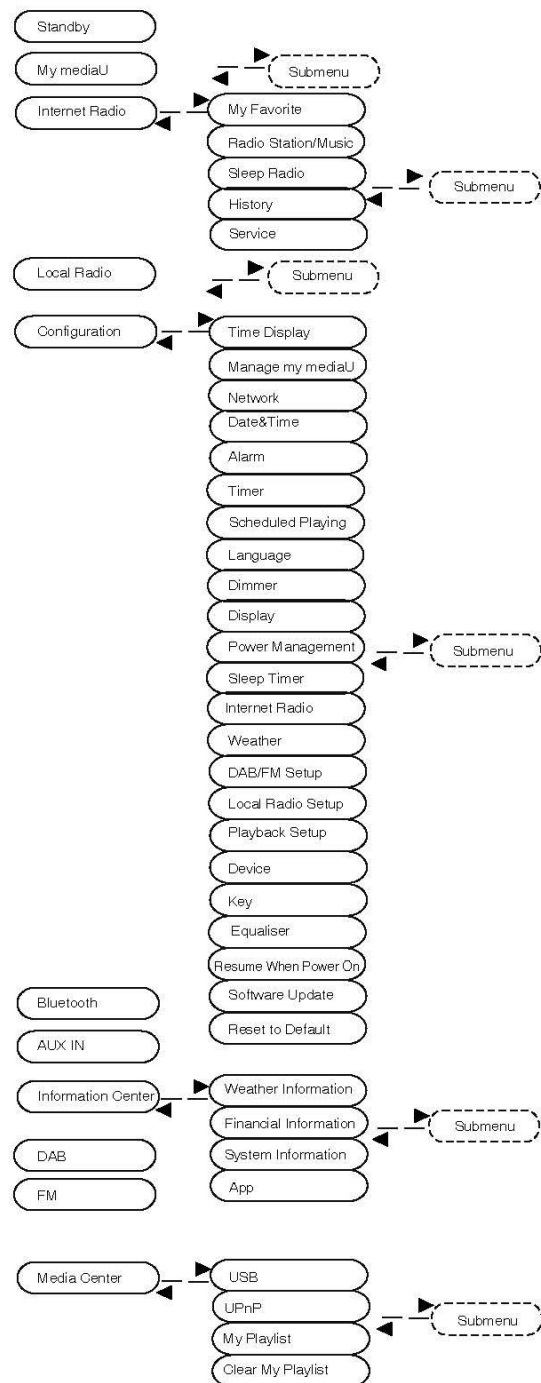 Standby
My mediaU
Submenu
Internet Radio
My Favorite
Radio Station/Music
Sleep Radio
Submenu
History
Service
Local Radio
Submenu
Configuration
Time Display
Manage my mediaU
Network
Date&Time
Alarm
Timer
Scheduled Playing
Language
Dimmer
Display
Power Management
Submenu
Sleep Timer
Internet Radio
Weather
DAB/FM Setup
Local Radio Setup
Playback Setup
Device
Key
Equaliser
Resume When Power On
Software Update
Bluetooth
Reset to Default
AUX IN
Information Center
Weather Information
Financial Information
Submenu
System Information
DAB
App
FM
Media Center
USB
UPnP
Submenu
My Playlist
Clear My Playlist